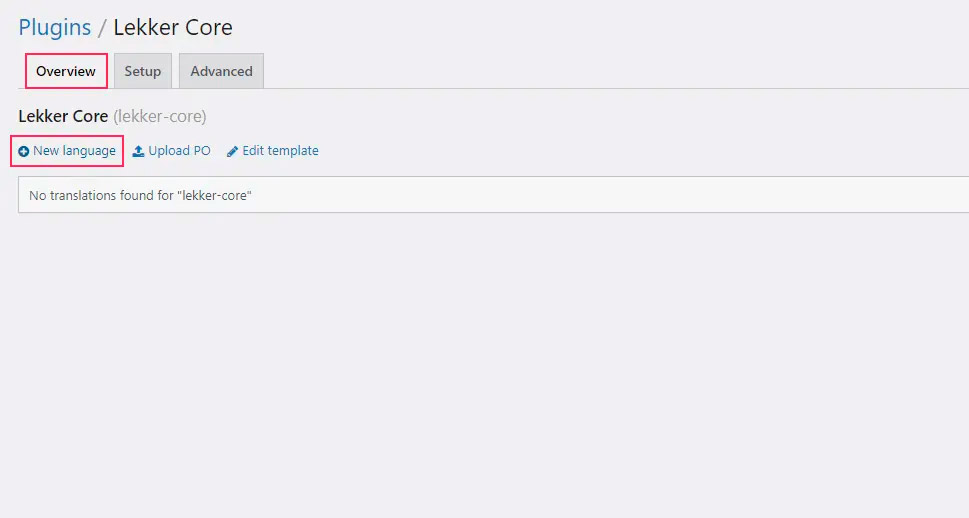 Plugins / Lekker Core
Overview Setup Advanced
Lekker Core (lekker-core)
New language Upload PO Edit template
No translations found for "lekker-core"